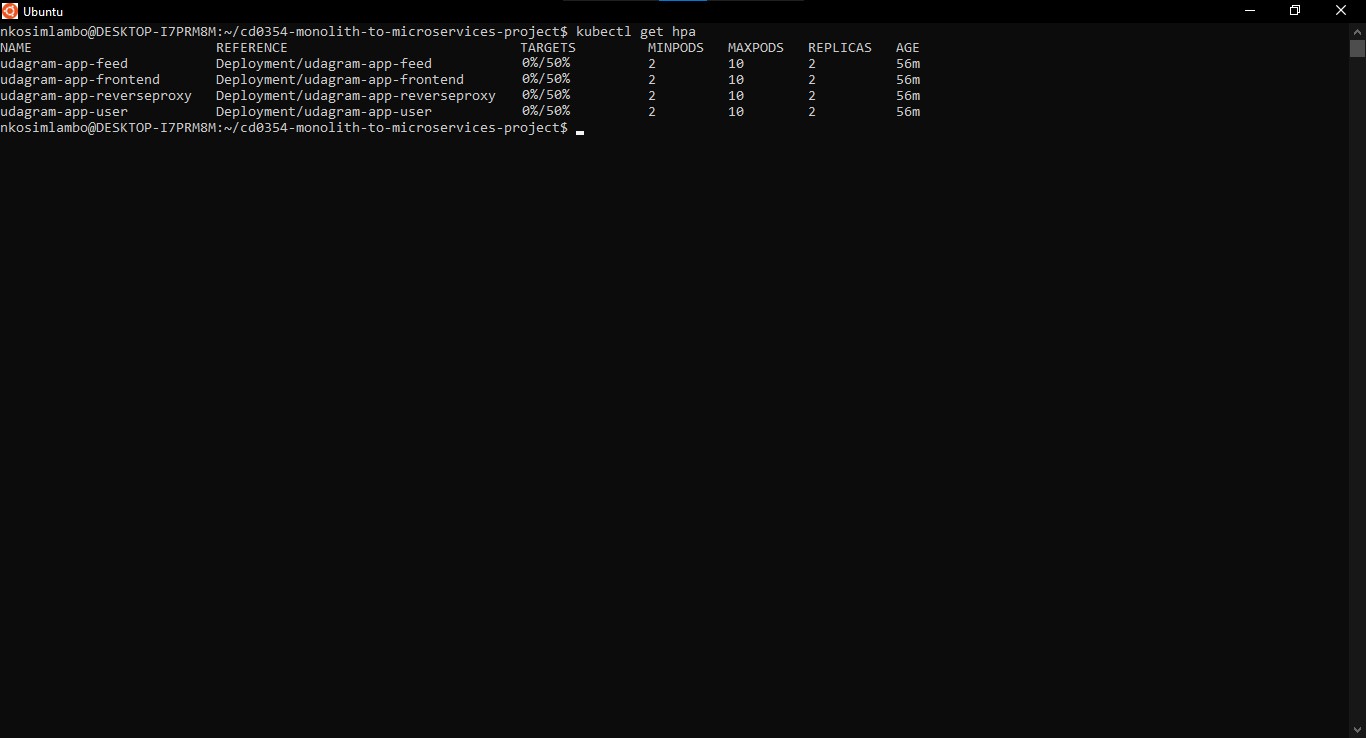 Ubuntu
nkosimlambo@DESKTOP-I7PRM8M:~/cd0354-monolith-to-microservices-project$ kubectl get hpa
NAME REFERENCE TARGETS MINPODS MAXPODS REPLICAS AGE
udagram-app-feed Deployment/udagram-app-feed 0%/50% 2 10 2 56m
udagram-app-frontend Deployment/udagram-app-frontend 0%/50% 2 10 2 56m
udagram-app-reverseproxy Deployment/udagram-app-reverseproxy 0%/50% 2 10 2 56m
udagram-app-user Deployment/udagram-app-user 0%/50% 2 10 2 56m
nkosimlambo@DESKTOP-I7PRM8M:~/cd0354-monolith-to-microservices-project$